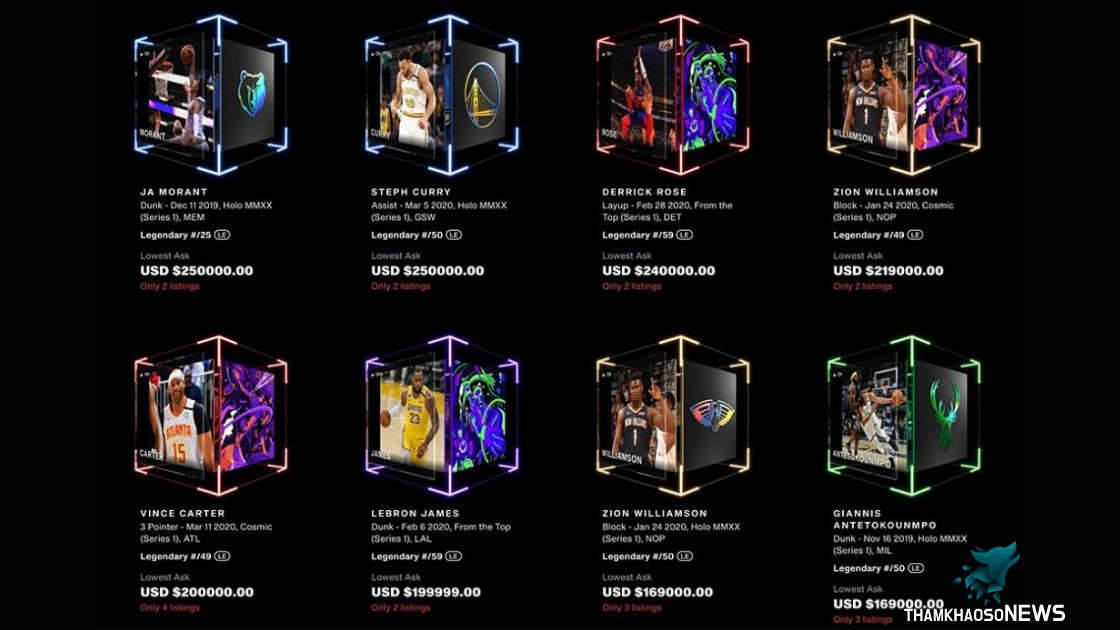 MORANT
JA MORANT
Dunk - Dec 11 2019, Holo MMXX
(Series 1), MEM
Legendary #/25 LE
Lowest Ask
USD $250000.00
Only 2 listings
CURRY
STEPH CURRY
Assist - Mar 5 2020, Holo MMXX
(Series 1), GSW
Legendary #/50 LE
Lowest Ask
USD $250000.00
Only 2 listings
ROSE
DERRICK ROSE
Layup - Feb 28 2020, From the
Top (Series 1), DET
Legendary #/59 LE
Lowest Ask
USD $240000.00
Only 2 listings
NEW ORLEANS
1
WILLIAMSON
ZION WILLIAMSON
Block - Jan 24 2020, Cosmic
(Series 1), NOP
Legendary #/49 LE
Lowest Ask
USD $219000.00
Only 2 listings
ATLANTA
15
CARTER
VINCE CARTER
3 Pointer - Mar 11 2020, Cosmic
(Series 1), ATL
Legendary #/49 LE
Lowest Ask
USD $200000.00
Only 4 listings
23
JAMES
LEBRON JAMES
Dunk - Feb 6 2020, From the Top
(Series 1), LAL
Legendary #/59 LE
Lowest Ask
USD $199999.00
Only 2 listings
NEW ORLEANS
1
WILLIAMSON
ZION WILLIAMSON
Block - Jan 24 2020, Holo MMXX
(Series 1), NOP
Legendary #/50 LE
Lowest Ask
USD $169000.00
Only 3 listings
ANTETOKOUNMPO
GIANNIS
ANTETOKOUNMPO
Dunk - Nov 16 2019, Holo MMXX
(Series 1), MIL
Legendary #/50 LE
Lowest Ask
USD $169000.00
Only 3 listings
THAMKHAOSONEWS